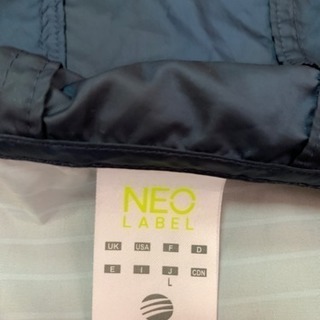 NEO
LABEL
UK USA F D
E I J CDN
L